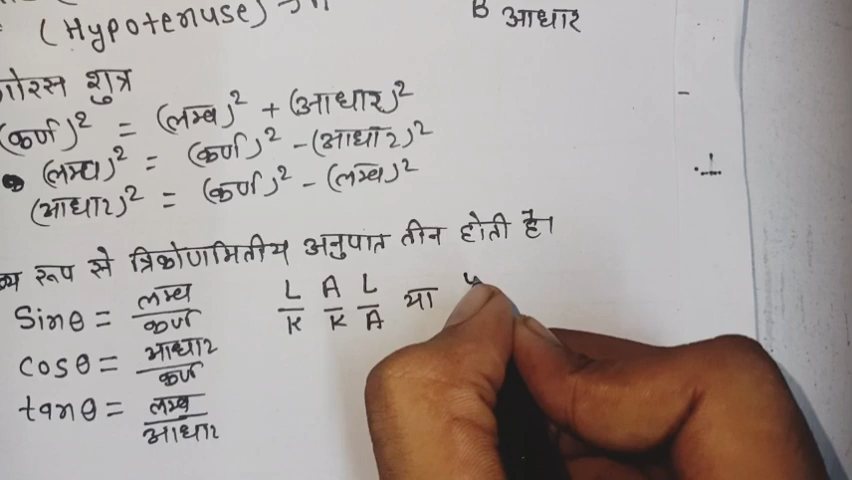 (Hypotenuse)
B आधार
शुत्र
(कर्ण)² = (लम्ब)² + (आधार)²
(लम्ब)² = (कर्ण)² - (आधार)²
(आधार)² = (कर्ण)² - (लम्ब)²
रूप से त्रिकोणमितीय अनुपात तीन होती है।
Sinθ = लम्ब/कर्ण L/K A/K L/A या
cosθ = आधार/कर्ण
tanθ = लम्ब/आधार